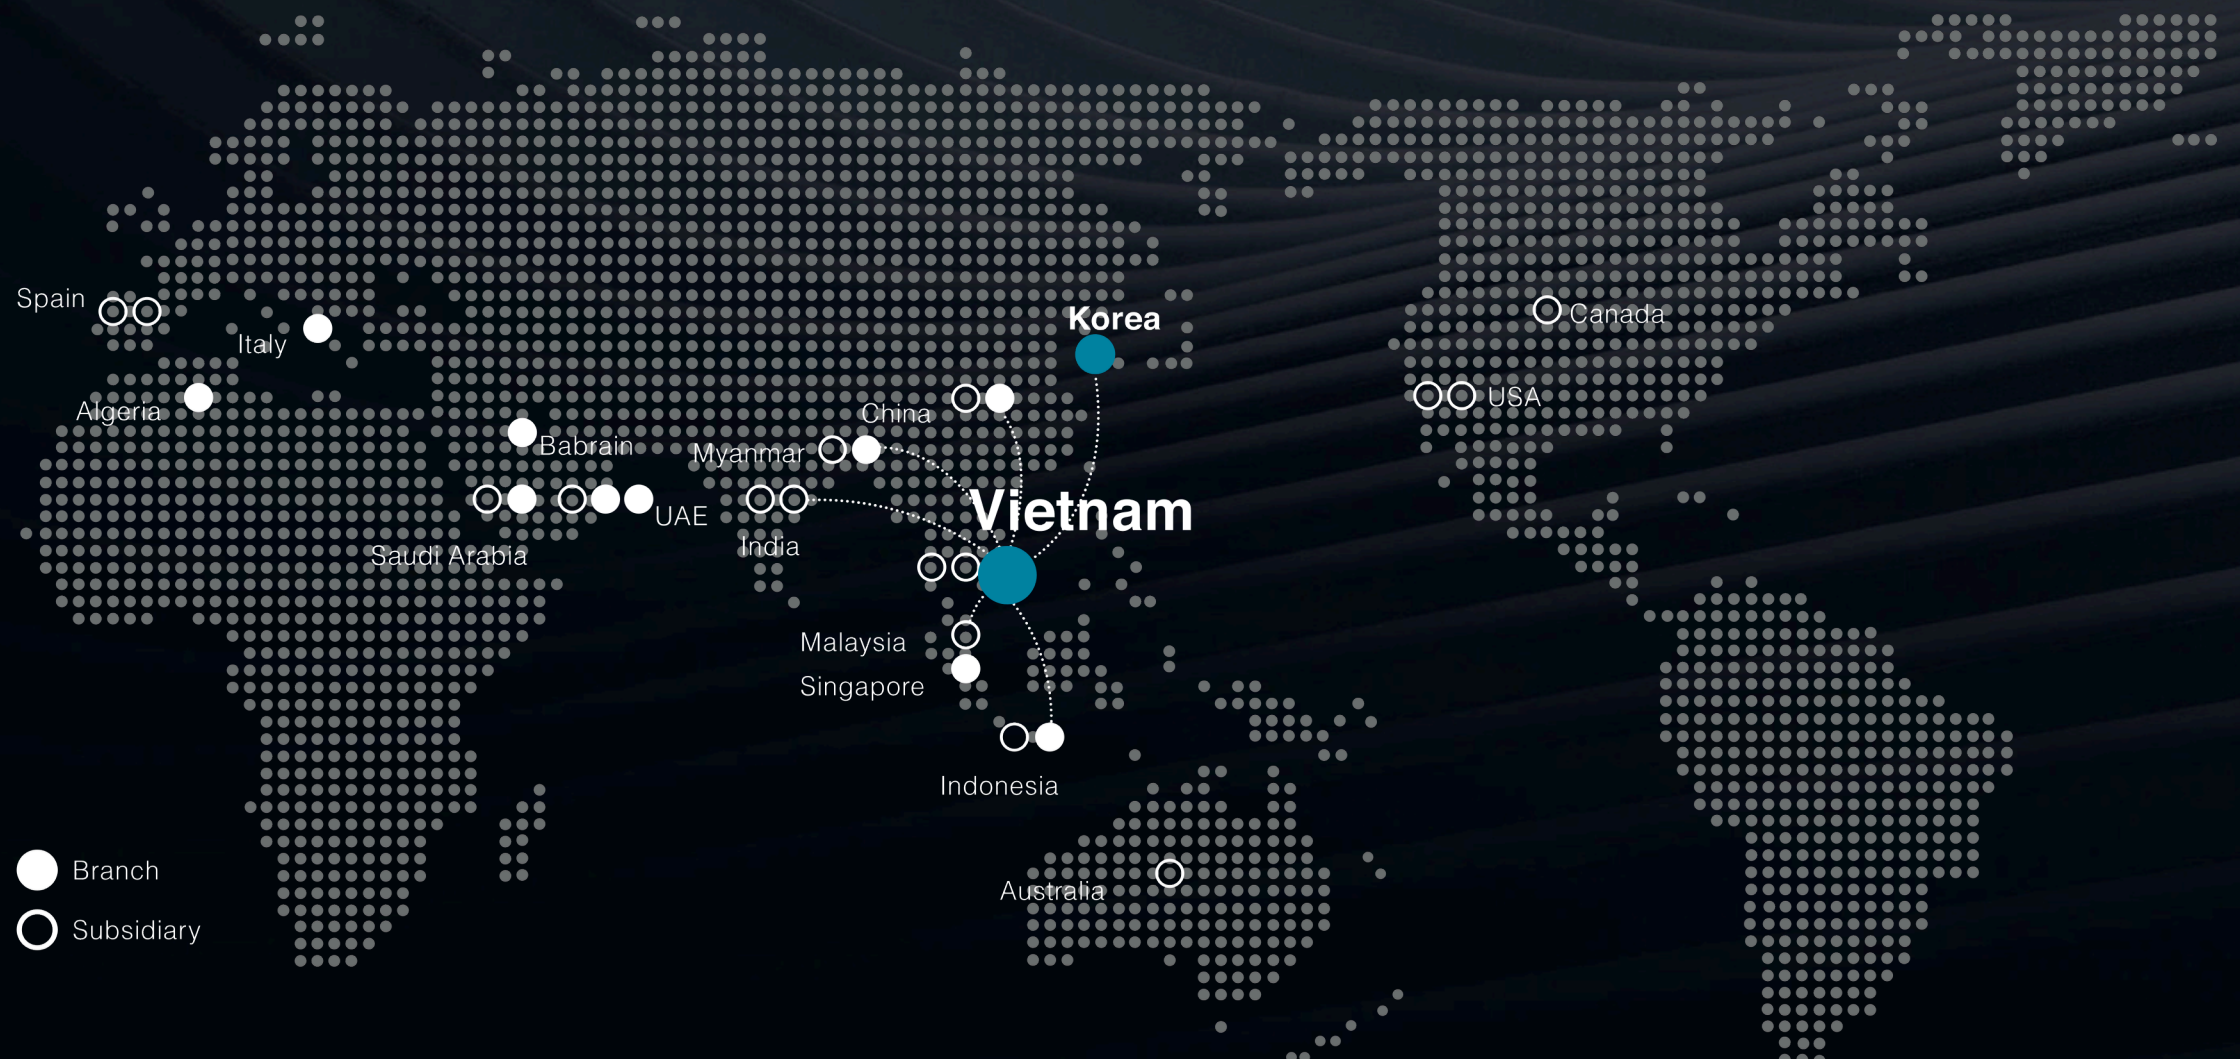 Spain
Canada
Korea
Italy
USA
Algeria
China
Babrain
Myanmar
Vietnam
UAE
India
Saudi Arabia
Malaysia
Singapore
Indonesia
Branch
Australia
Subsidiary